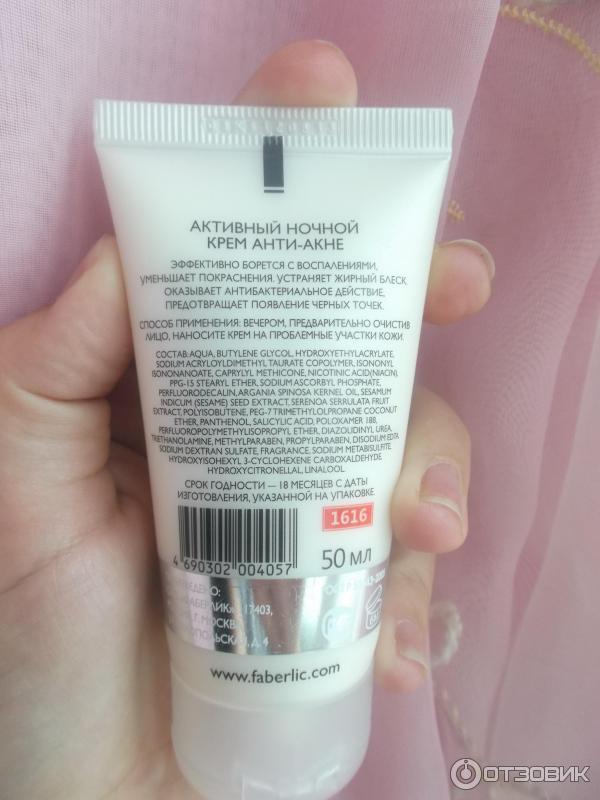 АКТИВНЫЙ НОЧНОЙ
КРЕМ АНТИ-АКНЕ
ЭФФЕКТИВНО БОРЕТСЯ С ВОСПАЛЕНИЯМИ,
УМЕНЬШАЕТ ПОКРАСНЕНИЯ. УСТРАНЯЕТ ЖИРНЫЙ БЛЕСК.
ОКАЗЫВАЕТ АНТИБАКТЕРИАЛЬНОЕ ДЕЙСТВИЕ,
ПРЕДОТВРАЩАЕТ ПОЯВЛЕНИЕ ЧЕРНЫХ ТОЧЕК.
СПОСОБ ПРИМЕНЕНИЯ: ВЕЧЕРОМ, ПРЕДВАРИТЕЛЬНО ОЧИСТИВ
ЛИЦО, НАНОСИТЕ КРЕМ НА ПРОБЛЕМНЫЕ УЧАСТКИ КОЖИ.
СОСТАВ: AQUA, BUTYLENE GLYCOL, HYDROXYETHYLACRYLATE,
SODIUM ACRYLOYLDIMETHYL TAURATE COPOLYMER, ISONONYL
ISONONANOATE, CAPRYLYL METHICONE, NICOTINIC ACID(NIACIN),
PPG-15 STEARYL ETHER, SODIUM ASCORBYL PHOSPHATE,
PERFLUORODECALIN, ARGANIA SPINOSA KERNEL OIL, SESAMUM
INDICUM (SESAME) SEED EXTRACT, SERENOA SERRULATA FRUIT
EXTRACT, POLYISOBUTENE, PEG-7 TRIMETHYLOLPROPANE COCONUT
ETHER, PANTHENOL, SALICYLIC ACID, POLOXAMER 188,
PERFLUOROPOLYMETHYLISOPROPYL ETHER, DIAZOLIDINYL UREA,
TRIETHANOLAMINE, METHYLPARABEN, PROPYLPARABEN, DISODIUM EDTA,
SODIUM DEXTRAN SULFATE, FRAGRANCE, SODIUM METABISULFITE
HYDROXYISOHEXYL 3-CYCLOHEXENE CARBOXALDEHYDE
HYDROXYCITRONELLAL, LINALOOL.
СРОК ГОДНОСТИ — 18 МЕСЯЦЕВ С ДАТЫ
ИЗГОТОВЛЕНИЯ, УКАЗАННОЙ НА УПАКОВКЕ.
1616
4 690302 004057
50 МЛ
www.faberlic.com
ОТЗОВИК